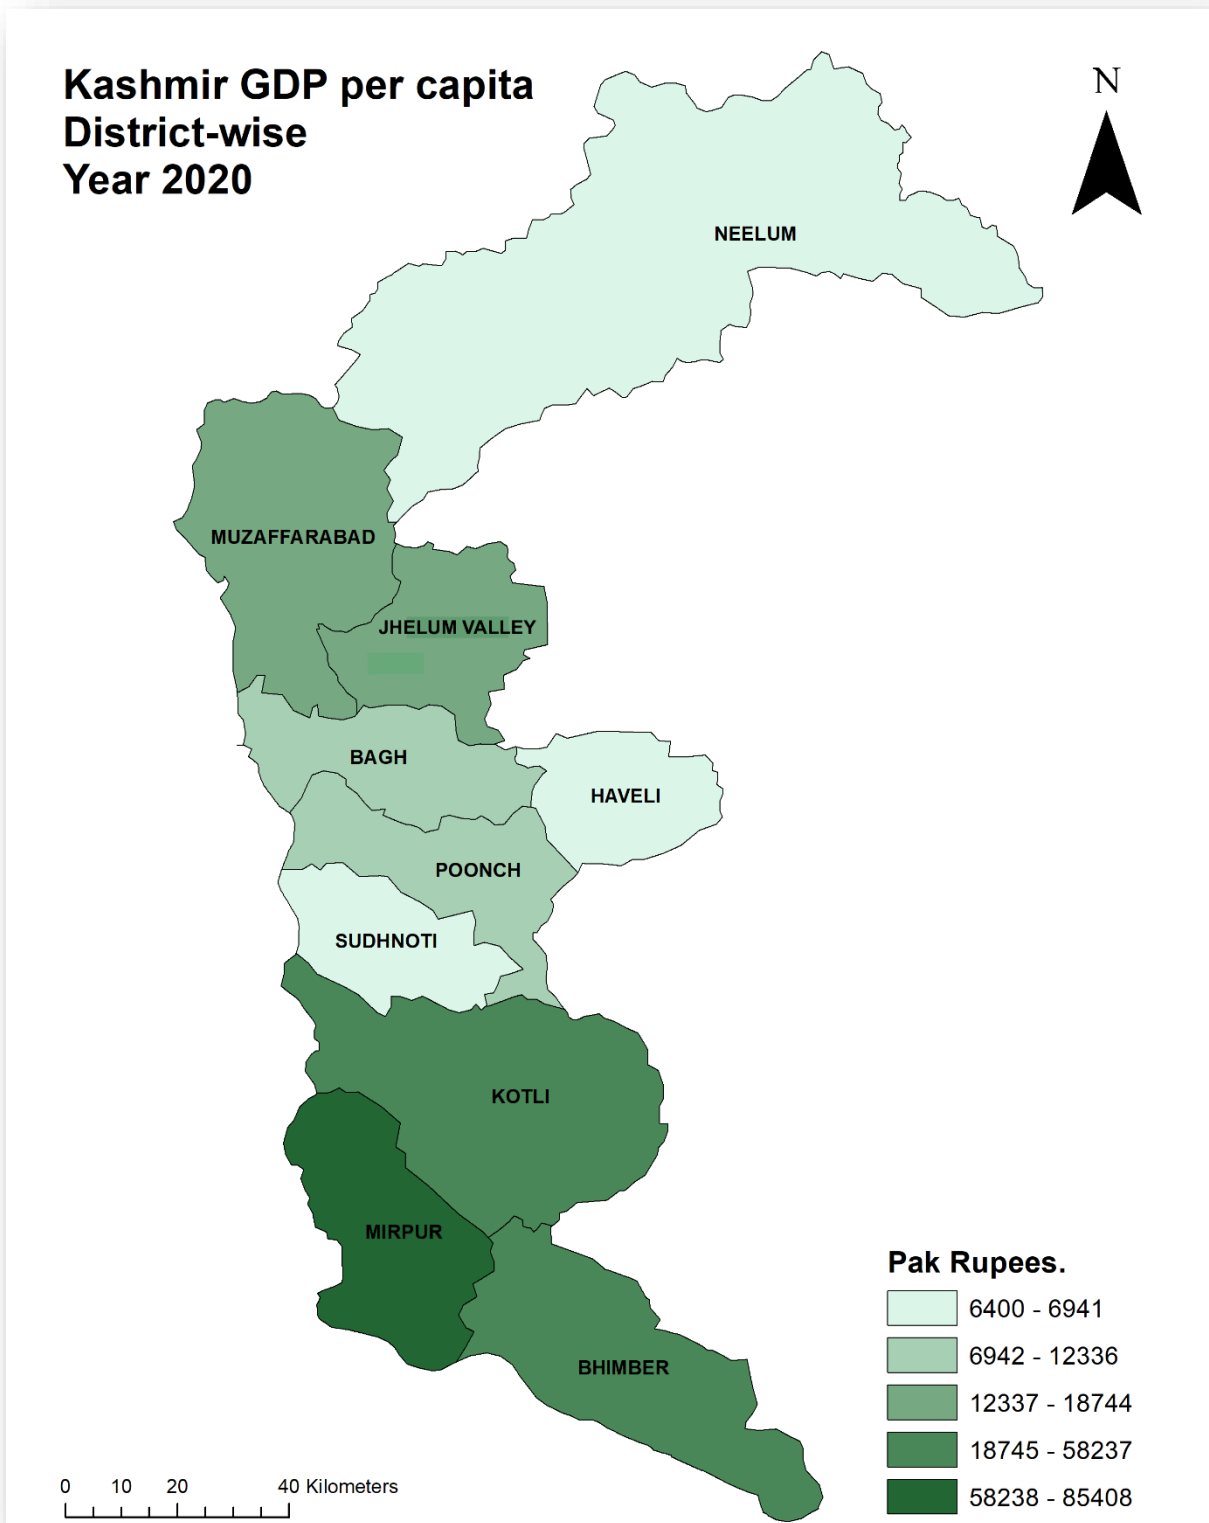 Kashmir GDP per capita
District-wise
Year 2020
N
NEELUM
MUZAFFARABAD
JHELUM VALLEY
BAGH
HAVELI
POONCH
SUDHNOTI
KOTLI
MIRPUR
BHIMBER
Pak Rupees.
6400 - 6941
6942 - 12336
12337 - 18744
18745 - 58237
58238 - 85408
0 10 20 40 Kilometers